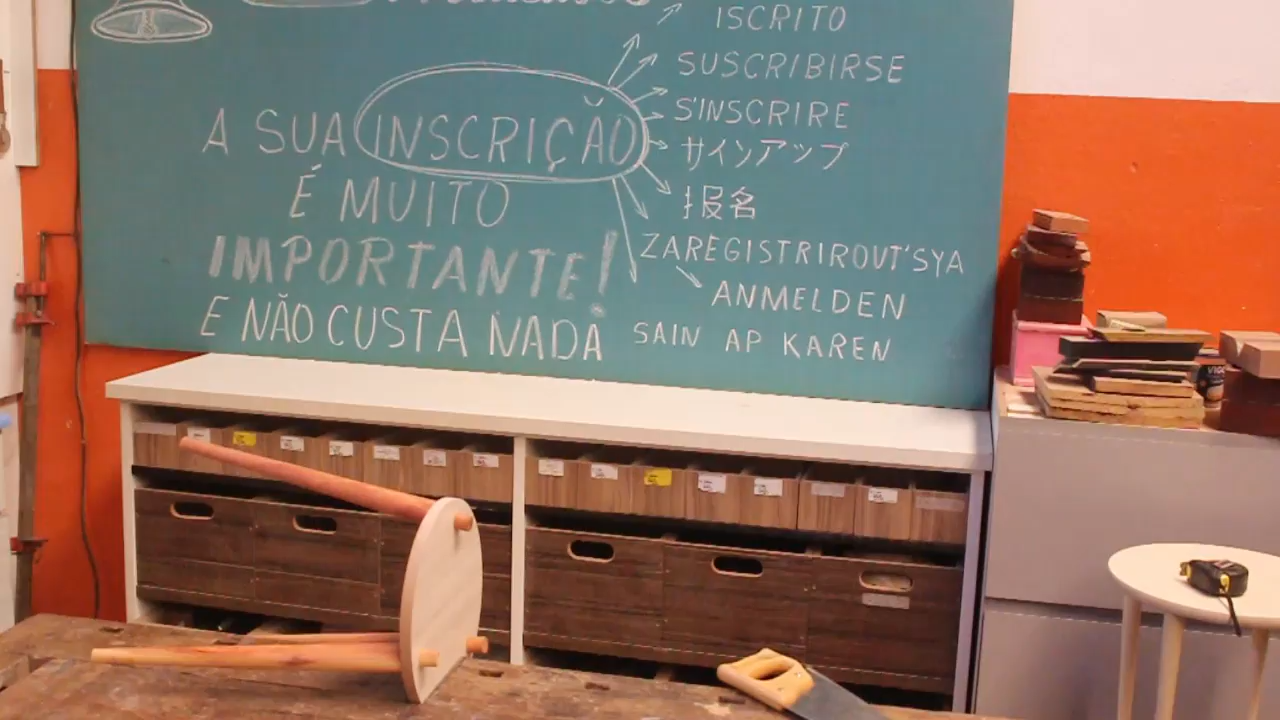 ISCRITO
SUSCRIBIRSE
A SUA INSCRIÇÃO
S'INSCRIRE
サインアップ
É MUITO
报名
IMPORTANTE!
ZAREGISTRIROUT'SYA
ANMELDEN
E NÃO CUSTA NADA
SAIN AP KAREN